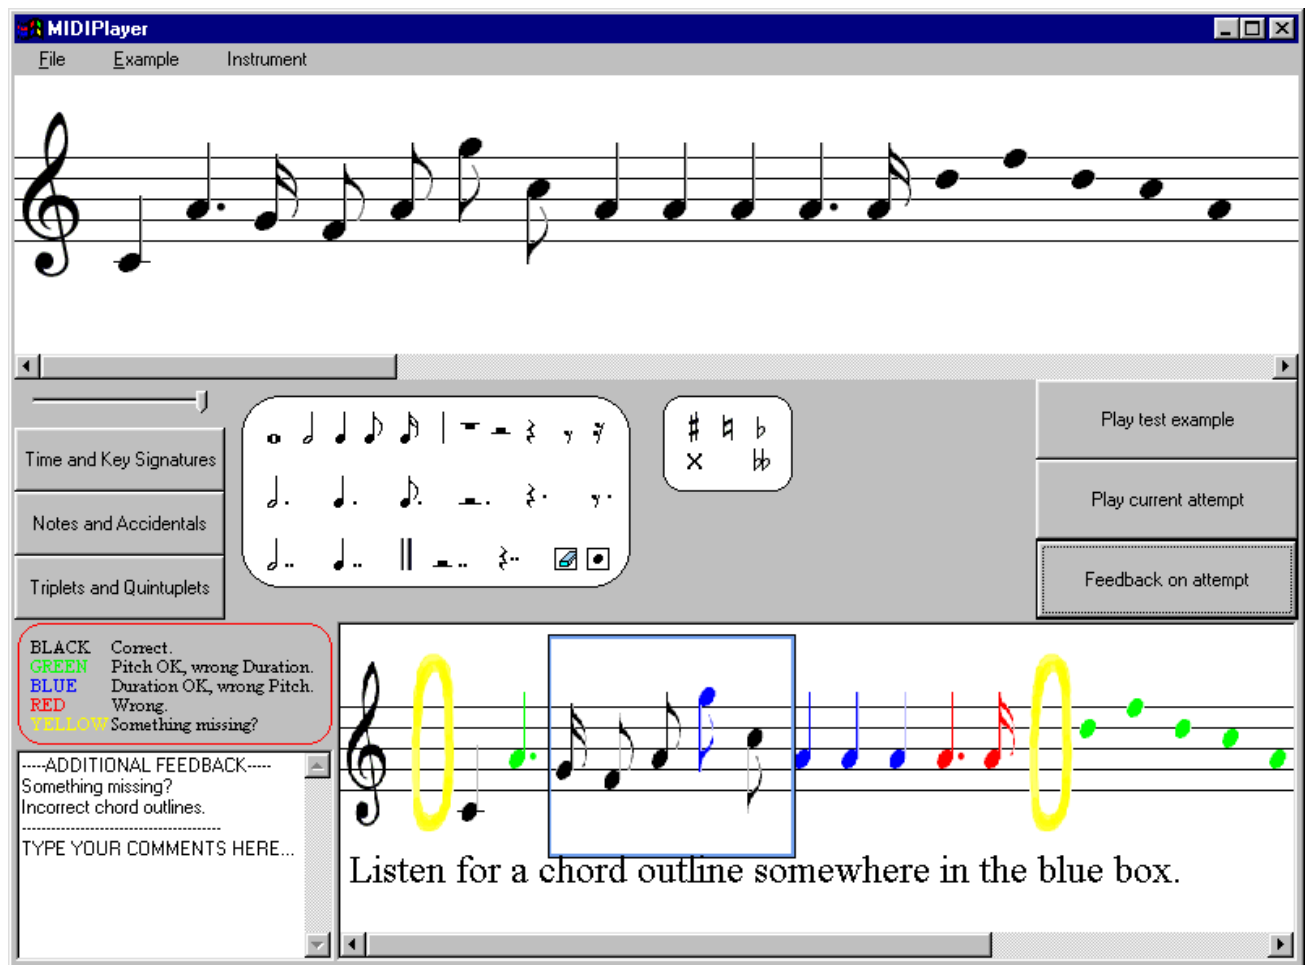 MIDIPlayer
File Example Instrument
Time and Key Signatures
Notes and Accidentals
Triplets and Quintuplets
Play test example
Play current attempt
Feedback on attempt
BLACK Correct.
GREEN Pitch OK, wrong Duration.
BLUE Duration OK, wrong Pitch.
RED Wrong.
YELLOW Something missing?
-----ADDITIONAL FEEDBACK-----
Something missing?
Incorrect chord outlines.
----------------------------------------
TYPE YOUR COMMENTS HERE...
Listen for a chord outline somewhere in the blue box.